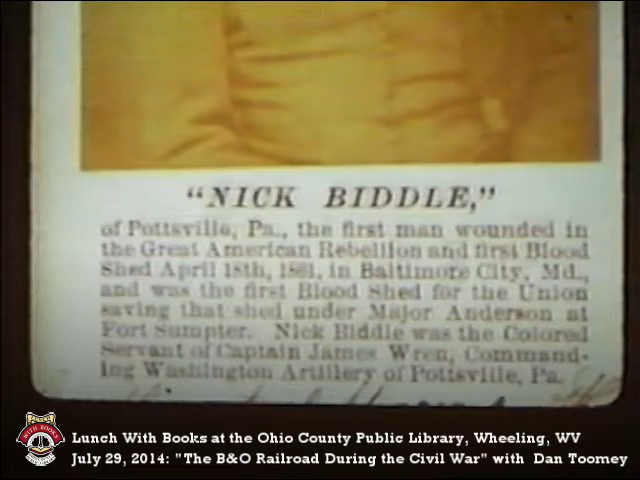 "NICK BIDDLE,"
of Pottsville, Pa., the first man wounded in
the Great American Rebellion and first Blood
Shed April 18th, 1861, in Baltimore City, Md.,
and was the first Blood Shed for the Union
saving that shed under Major Anderson at
Fort Sumpter. Nick Biddle was the Colored
Servant of Captain James Wren, Command-
ing Washington Artillery of Pottsville, Pa.
LUNCH
WITH BOOKS
Lunch With Books at the Ohio County Public Library, Wheeling, WV
July 29, 2014: "The B&O Railroad During the Civil War" with Dan Toomey